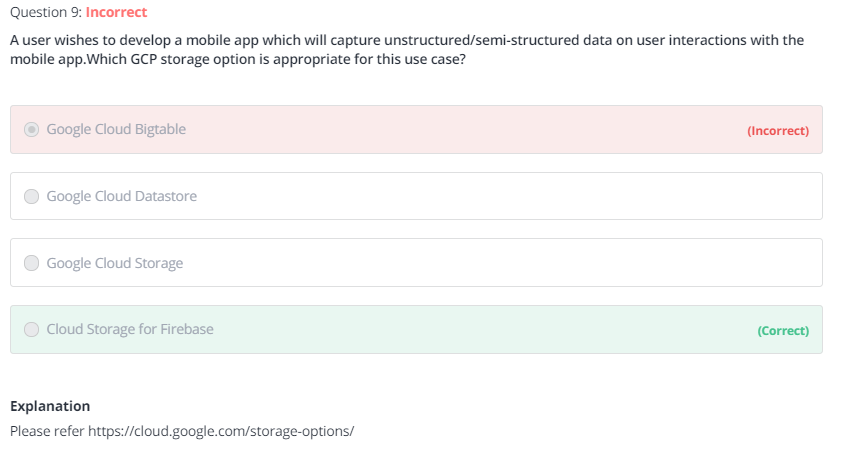 Question 9: Incorrect
A user wishes to develop a mobile app which will capture unstructured/semi-structured data on user interactions with the
mobile app.Which GCP storage option is appropriate for this use case?
Google Cloud Bigtable (Incorrect)
Google Cloud Datastore
Google Cloud Storage
Cloud Storage for Firebase (Correct)
Explanation
Please refer https://cloud.google.com/storage-options/